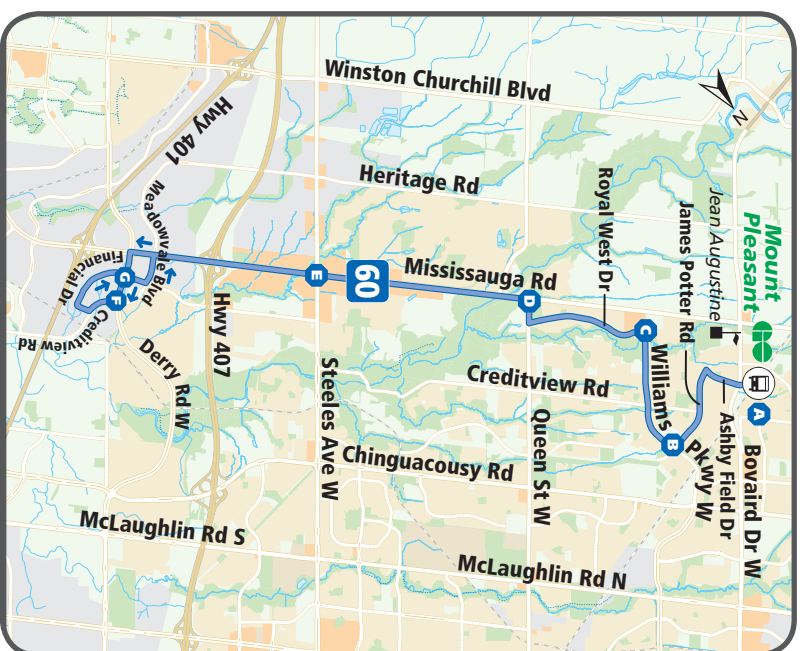 Winston Churchill Blvd
N
Hwy 401
Heritage Rd
Royal West Dr
James Potter Rd
Jean Augustine
Mount
Pleasant
GO
Meadowvale Blvd
Financial Dr
Mississauga Rd
60
G
F
E
D
C
B
A
Creditview Rd
Hwy 407
Derry Rd W
Williams
Pkwy W
Creditview Rd
Ashby Field Dr
Bovaird Dr W
Steeles Ave W
Queen St W
Chinguacousy Rd
McLaughlin Rd S
McLaughlin Rd N